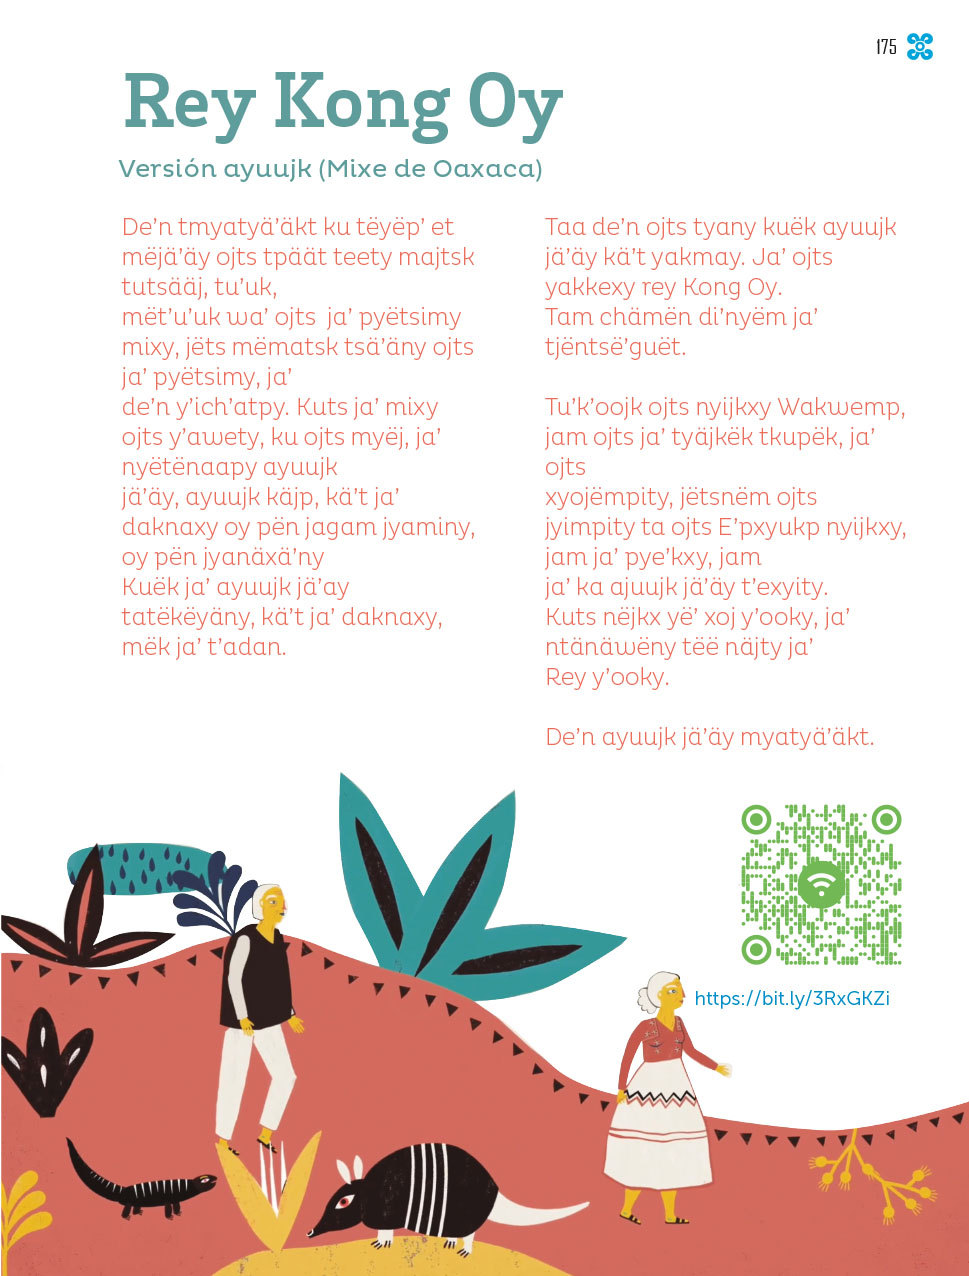 175
Rey Kong Oy
Versión ayuujk (Mixe de Oaxaca)
De’n tmyatyä’äkt ku tëyëp’ et
mëjä’äy ojts tpäät teety majtsk
tutsääj, tu’uk,
mët’u’uk wa’ ojts ja’ pyëtsimy
mixy, jëts mëmatsk tsä’äny ojts
ja’ pyëtsimy, ja’
de’n y’ich’atpy. Kuts ja’ mixy
ojts y’awety, ku ojts myëj, ja’
nyëtënaapy ayuujk
jä’äy, ayuujk käjp, kä’t ja’
daknaxy oy pën jagam jyaminy,
oy pën jyanäxä’ny
Kuëk ja’ ayuujk jä’ay
tatëkëyäny, kä’t ja’ daknaxy,
mëk ja’ t’adan.
Taa de’n ojts tyany kuëk ayuujk
jä’äy kä’t yakmay. Ja’ ojts
yakkexy rey Kong Oy.
Tam chämën di’nyëm ja’
tjëntsë’guët.
Tu’k’oojk ojts nyijkxy Wakwemp,
jam ojts ja’ tyäjkëk tkupëk, ja’
ojts
xyojëmpity, jëtsnëm ojts
jyimpity ta ojts E’pxyukp nyijkxy,
jam ja’ pye’kxy, jam
ja’ ka ajuujk jä’äy t’exyity.
Kuts nëjkx yë’ xoj y’ooky, ja’
ntänäwëny tëë näjty ja’
Rey y’ooky.
De’n ayuujk jä’äy myatyä’äkt.
https://bit.ly/3RxGKZi